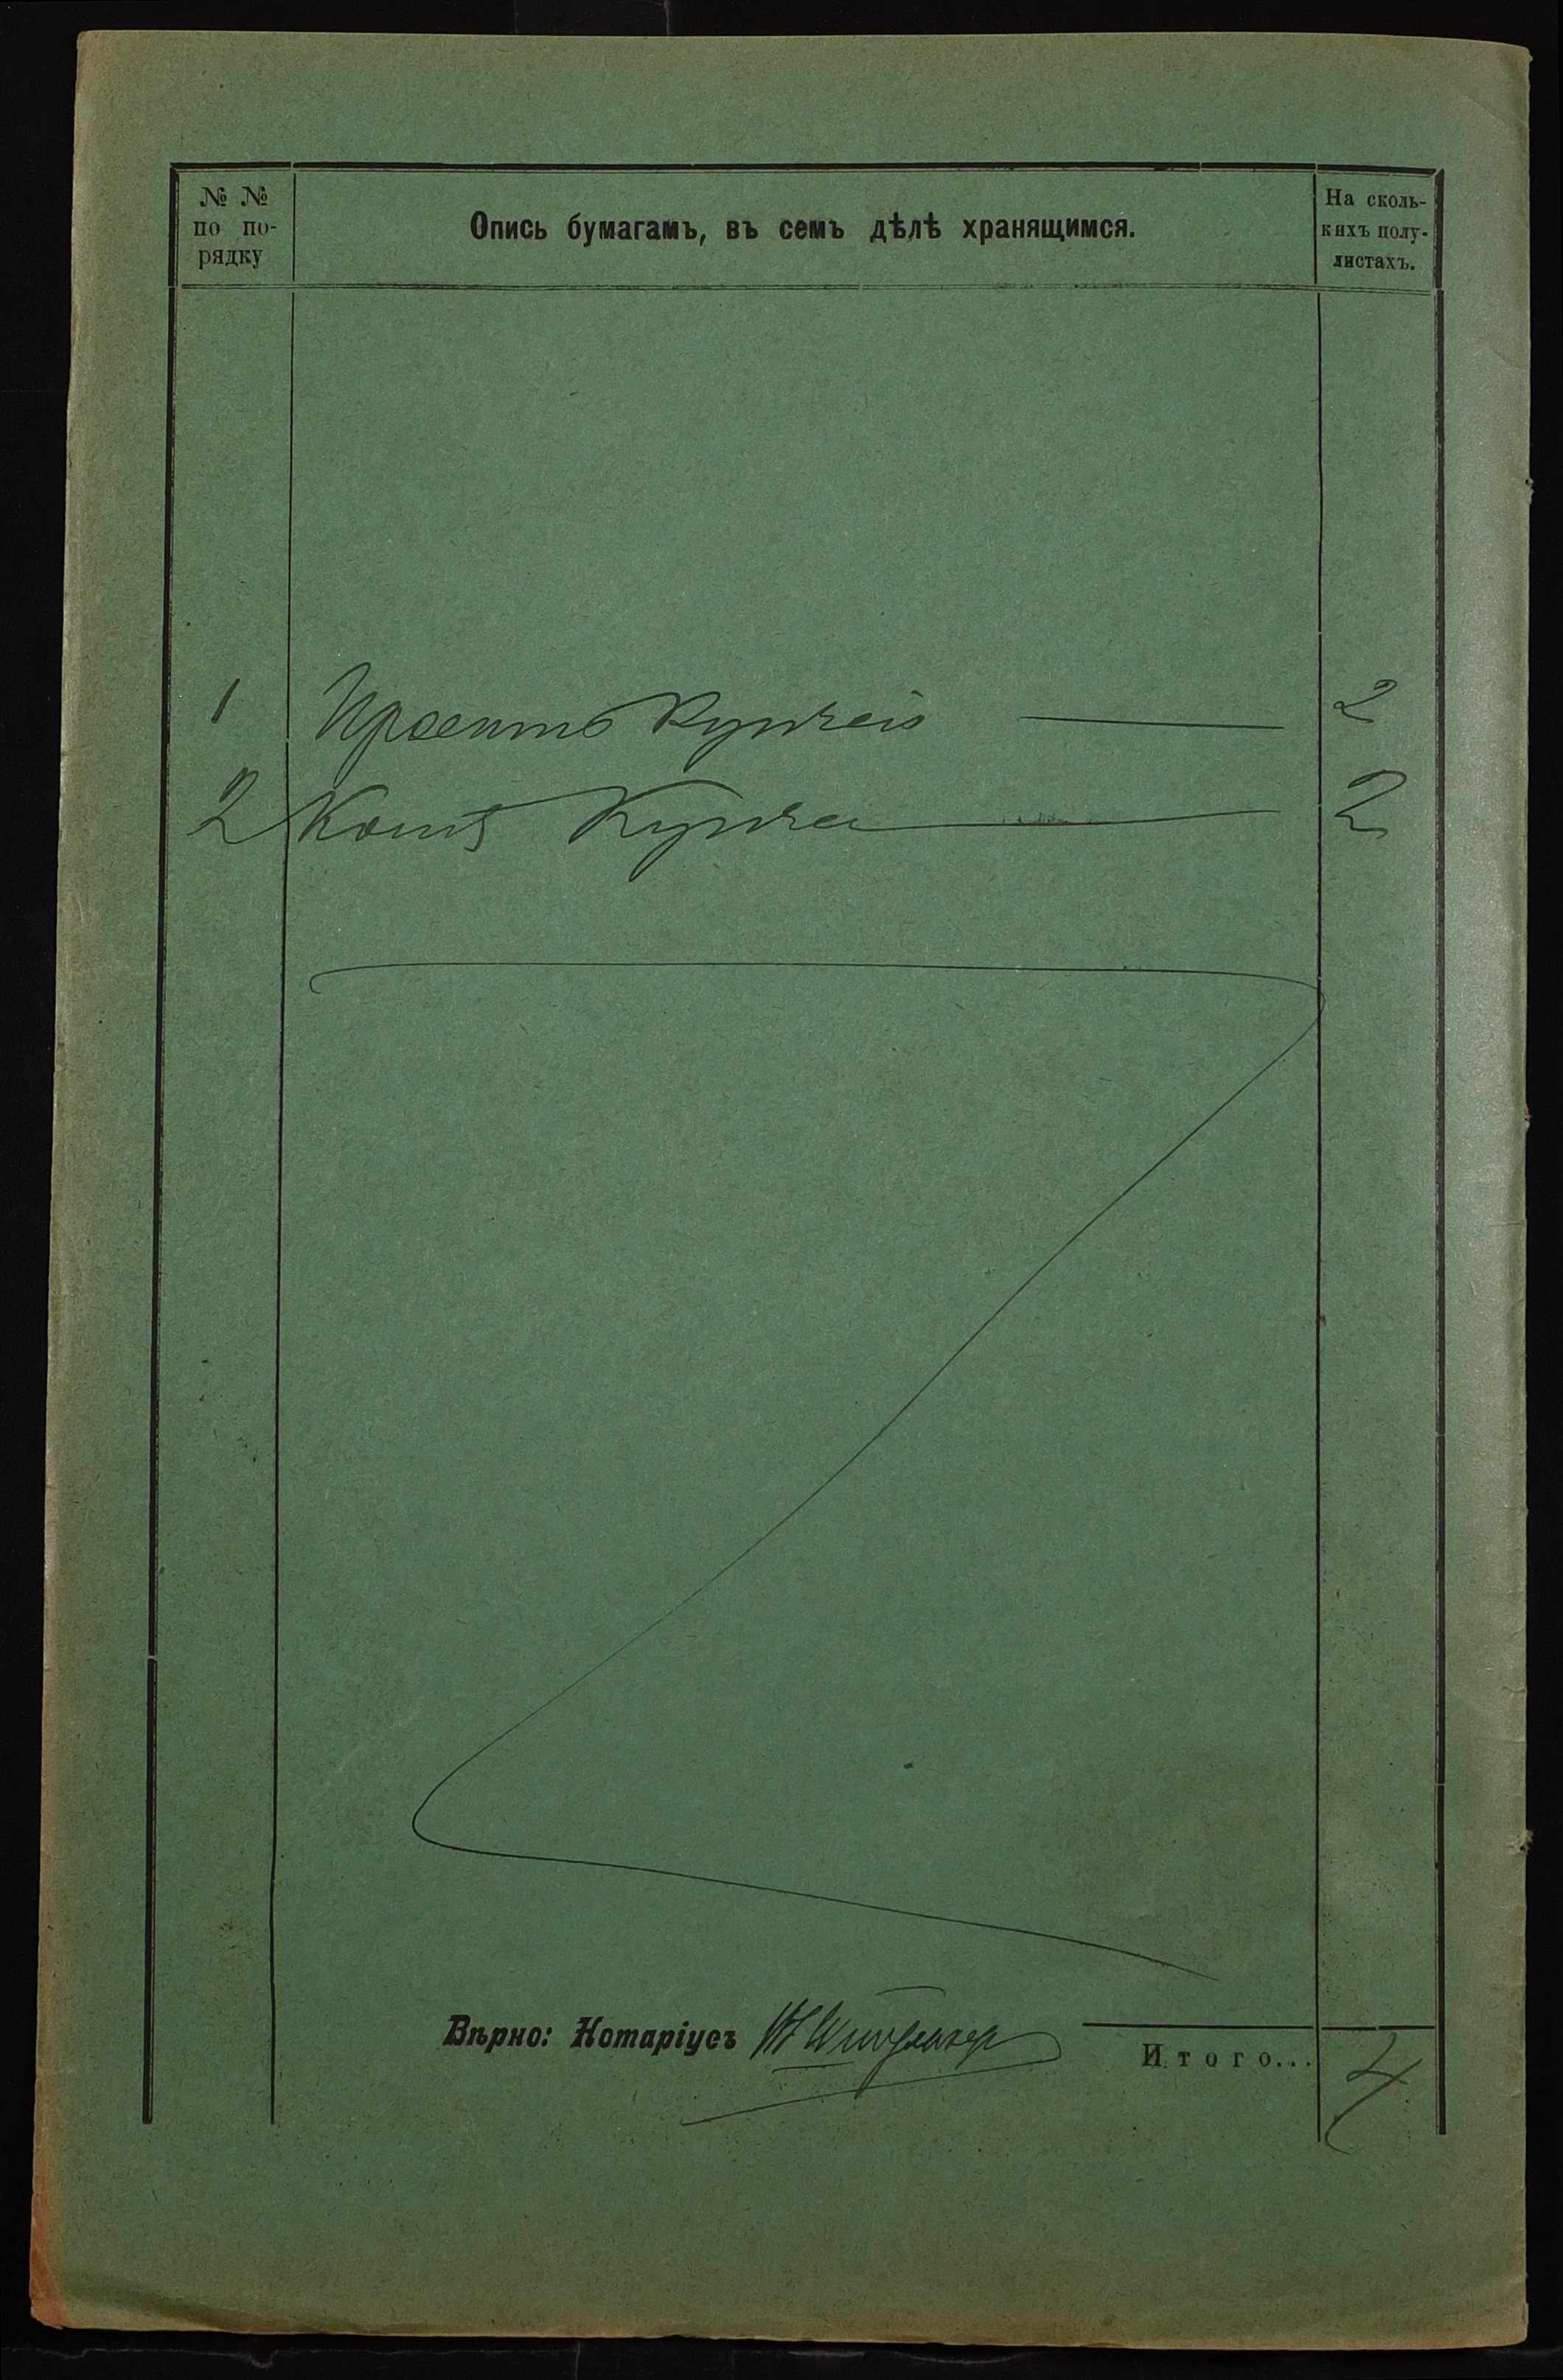 № № по по- рядку
Опись бумагамъ, въ семъ дѣлѣ хранящимся.
На сколь- кихъ полу- листахъ.
1 Проектъ Купчей 2
2 Копія Купчей 2
Вѣрно: Нотаріусъ
Итого... 4